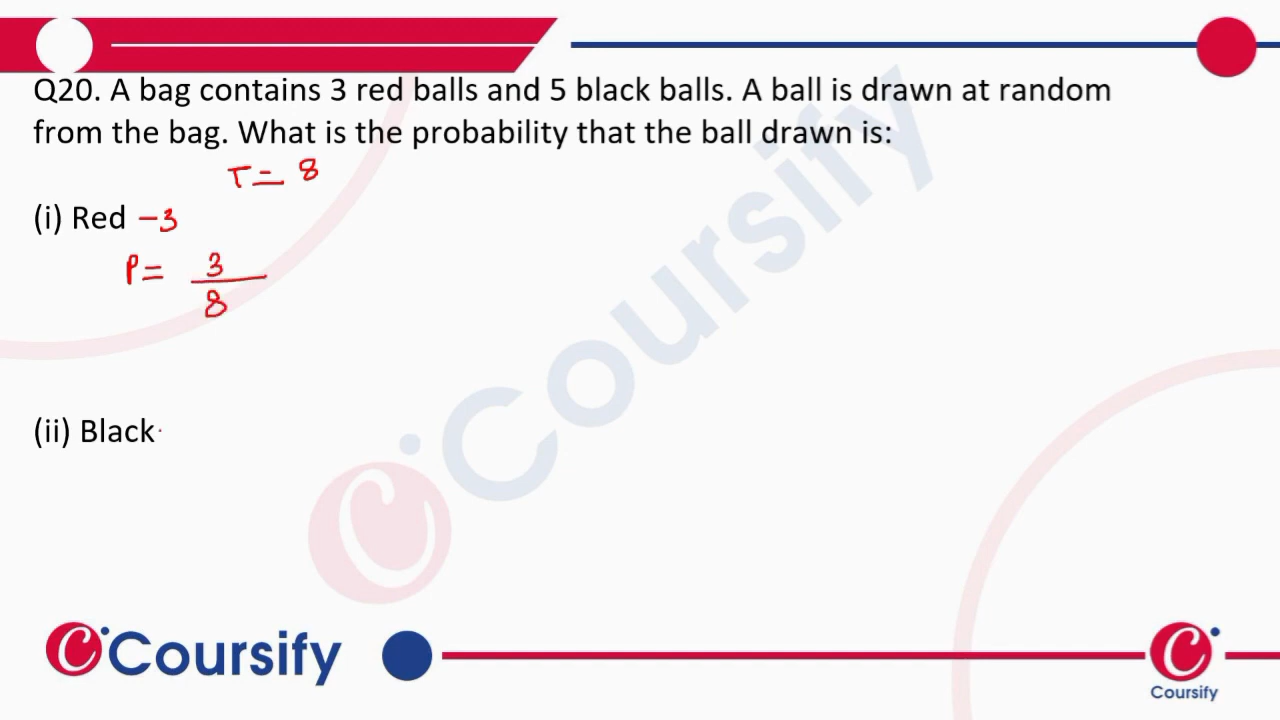 Q20. A bag contains 3 red balls and 5 black balls. A ball is drawn at random
from the bag. What is the probability that the ball drawn is:
T = 8
(i) Red - 3
P = 3
8
(ii) Black
Coursify
Coursify
Coursify